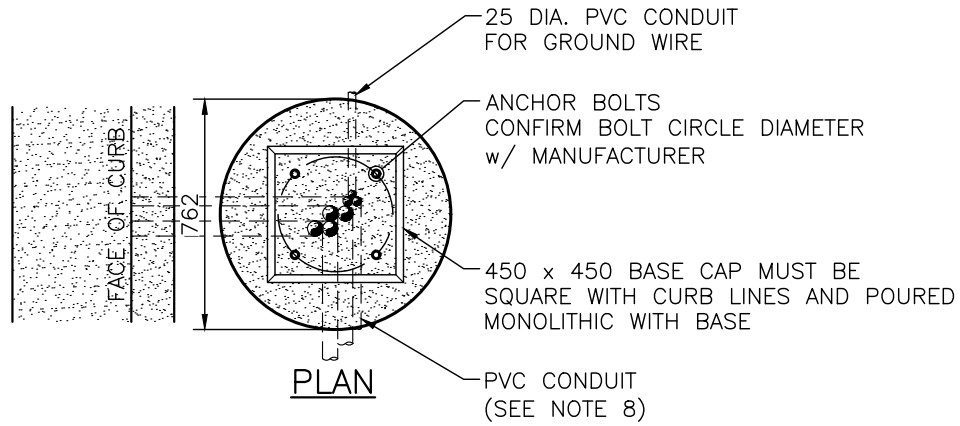 25 DIA. PVC CONDUIT
FOR GROUND WIRE
ANCHOR BOLTS
CONFIRM BOLT CIRCLE DIAMETER
w/ MANUFACTURER
FACE OF CURB
762
450 x 450 BASE CAP MUST BE
SQUARE WITH CURB LINES AND POURED
MONOLITHIC WITH BASE
PLAN
PVC CONDUIT
(SEE NOTE 8)